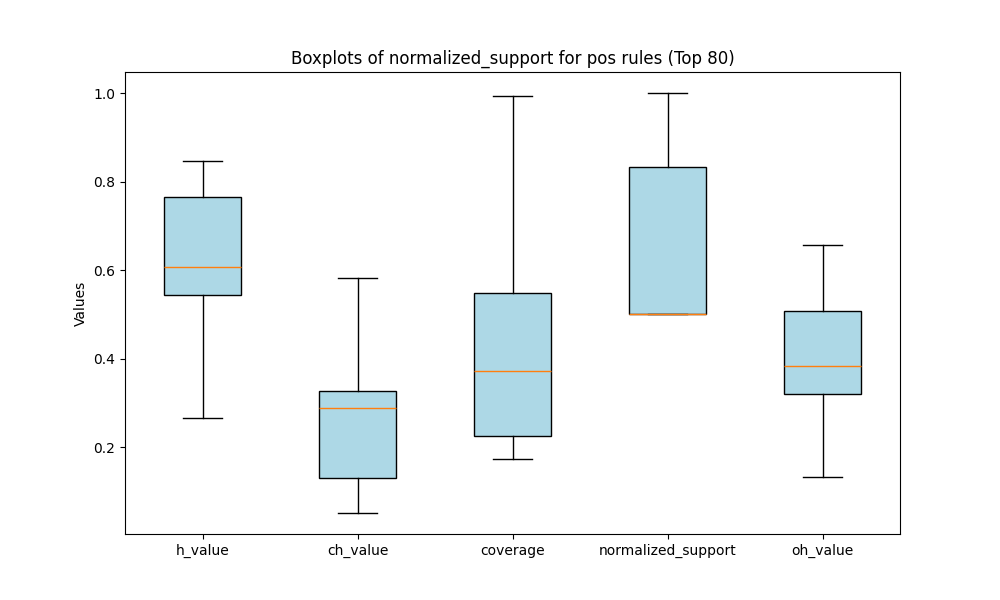 Boxplots of normalized_support for pos rules (Top 80)
1.0
0.8
0.6
0.4
0.2
Values
h_value
ch_value
coverage
normalized_support
oh_value